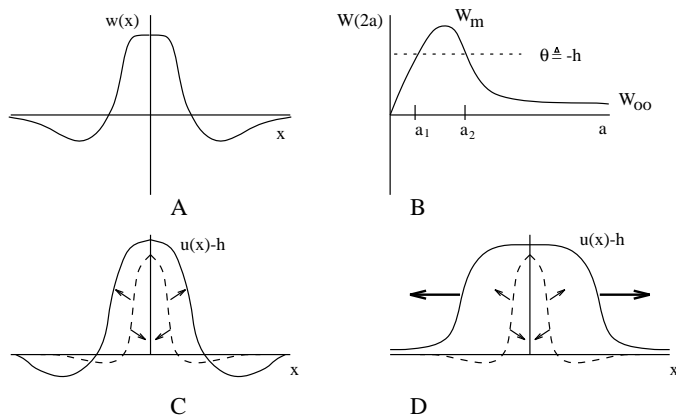 w(x)
x
A
W(2a)
W_m
θ ≜ -h
W_oo
a_1
a_2
a
B
u(x)-h
x
C
u(x)-h
x
D